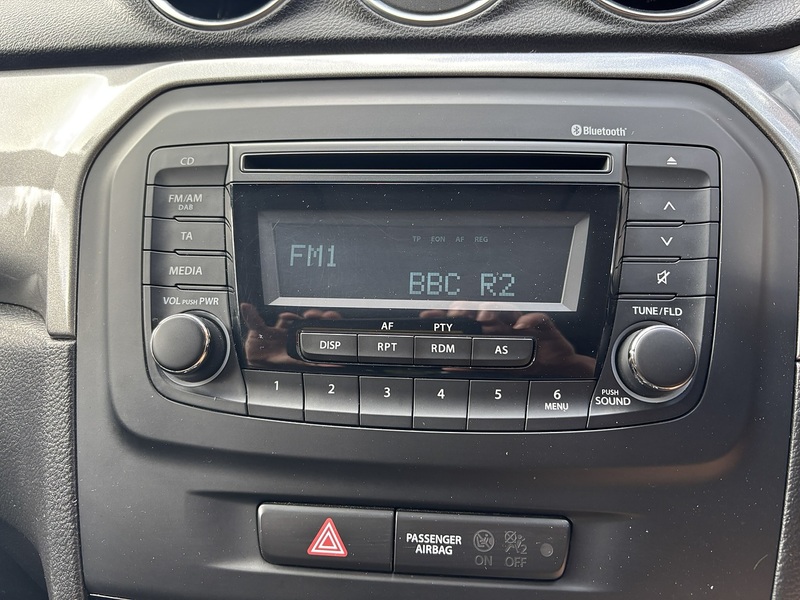 Bluetooth
CD
FM/AM
DAB
TA
MEDIA
VOL PUSH PWR
TP EON AF REG
FM1
BBC R2
TUNE/FLD
AF PTY
DISP RPT RDM AS
1 2 3 4 5 6
MENU
PUSH
SOUND
PASSENGER
AIRBAG
ON OFF
2